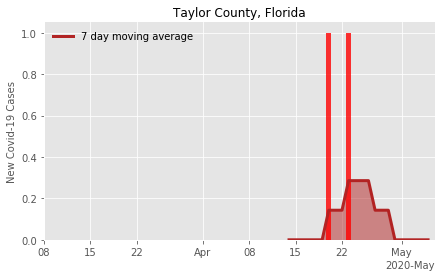 Taylor County, Florida
7 day moving average
New Covid-19 Cases
1.0
0.8
0.6
0.4
0.2
0.0
08 15 22 Apr 08 15 22 May
2020-May